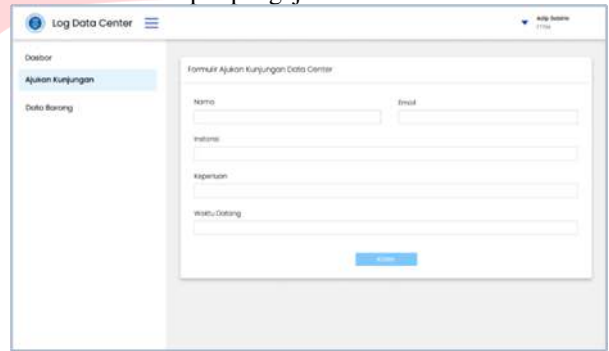 Log Data Center
Dasbor
Ajukan Kunjungan
Data Barang
Formulir Ajukan Kunjungan Data Center
Nama
Email
Instansi
Keperluan
Waktu Datang